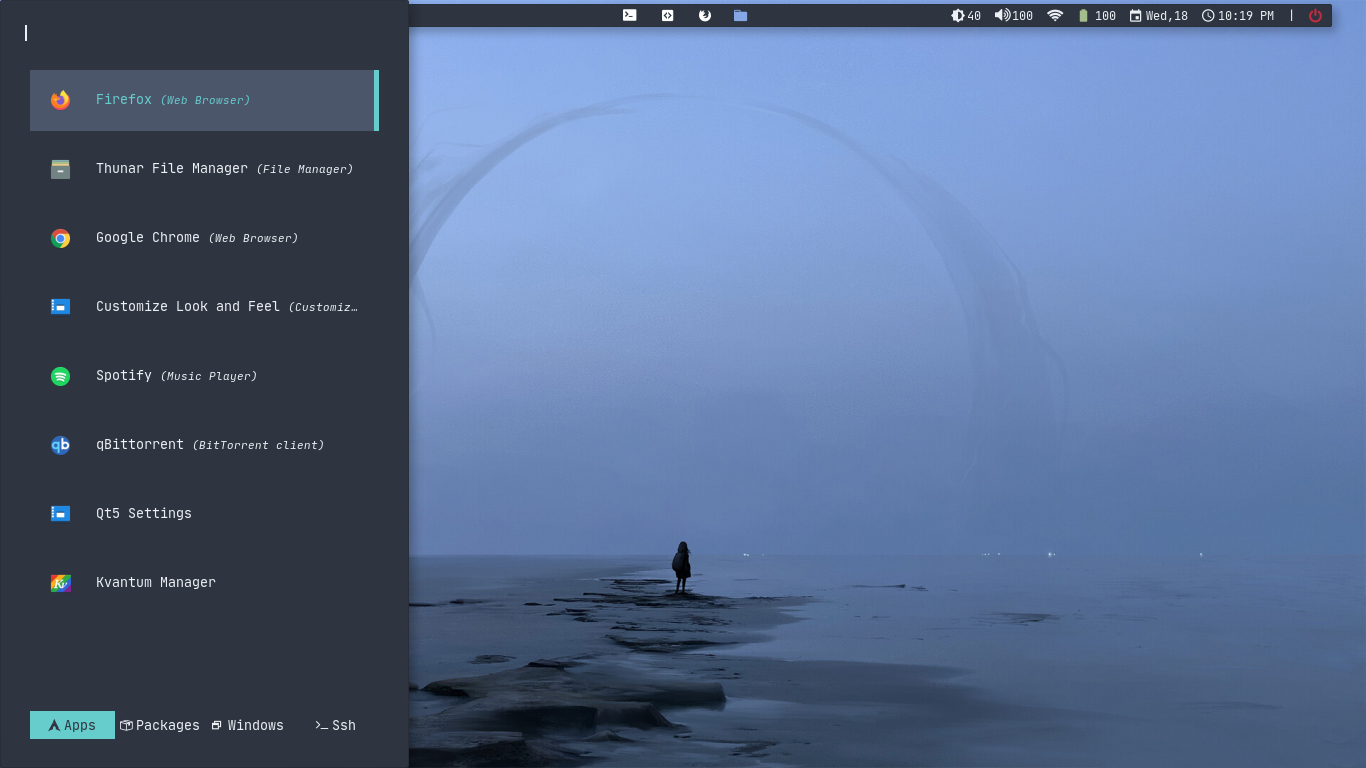 40 100 100 Wed,18 10:19 PM |
Firefox (Web Browser)
Thunar File Manager (File Manager)
Google Chrome (Web Browser)
Customize Look and Feel (Customiz…
Spotify (Music Player)
qb
qBittorrent (BitTorrent client)
Qt5 Settings
Kv
Kvantum Manager
Apps Packages Windows >_ Ssh